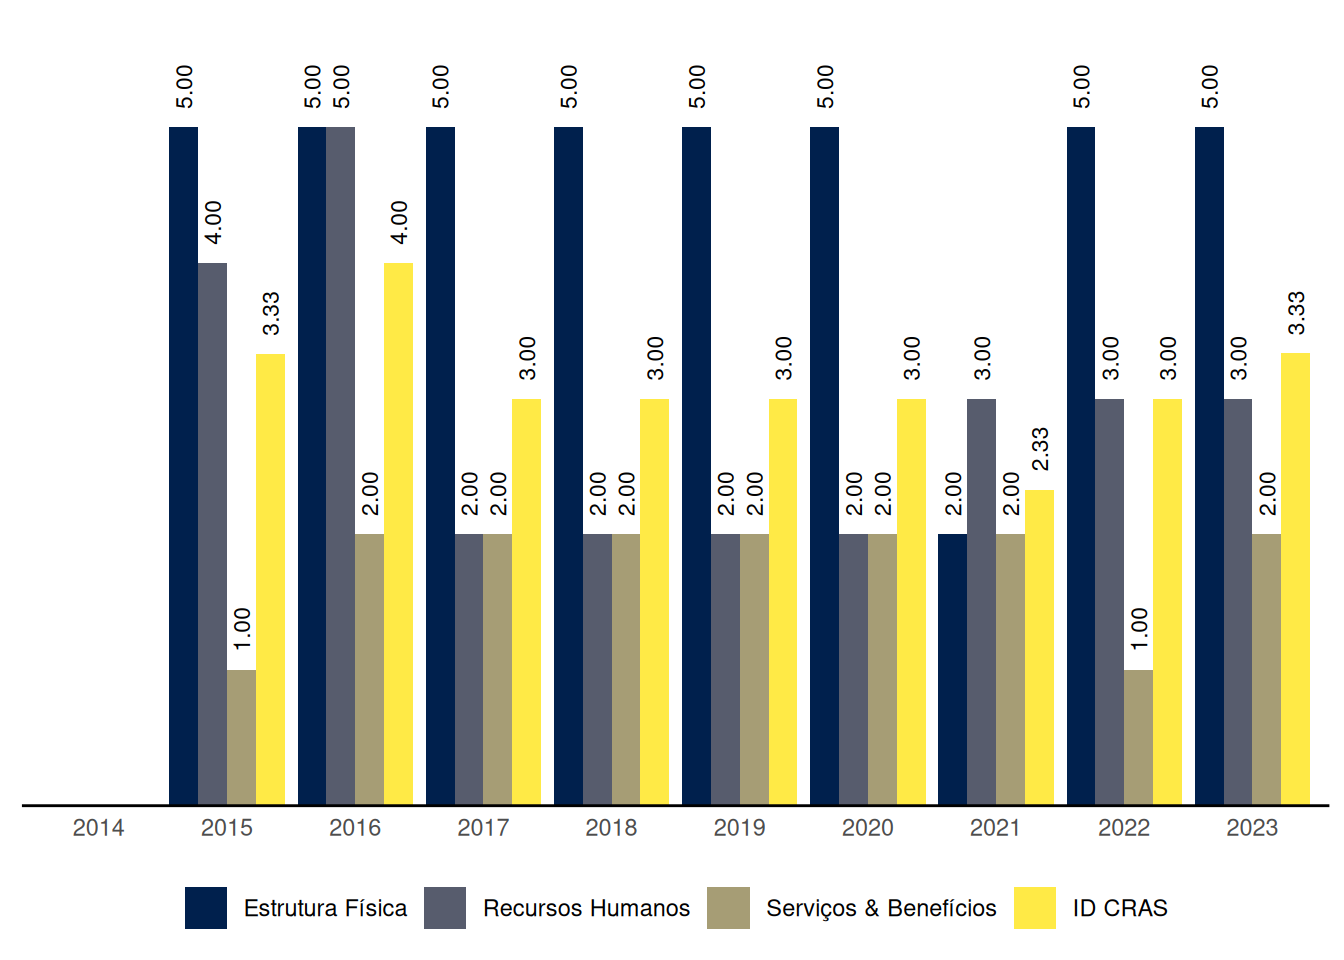 5.00 5.00 5.00 5.00 5.00 5.00 5.00 5.00 5.00
4.00 4.00
3.33 3.33
3.00 3.00 3.00 3.00 3.00 3.00 3.00 3.00
2.33
2.00 2.00 2.00 2.00 2.00 2.00 2.00 2.00 2.00 2.00 2.00 2.00
1.00 1.00
2014 2015 2016 2017 2018 2019 2020 2021 2022 2023
Estrutura Física Recursos Humanos Serviços & Benefícios ID CRAS